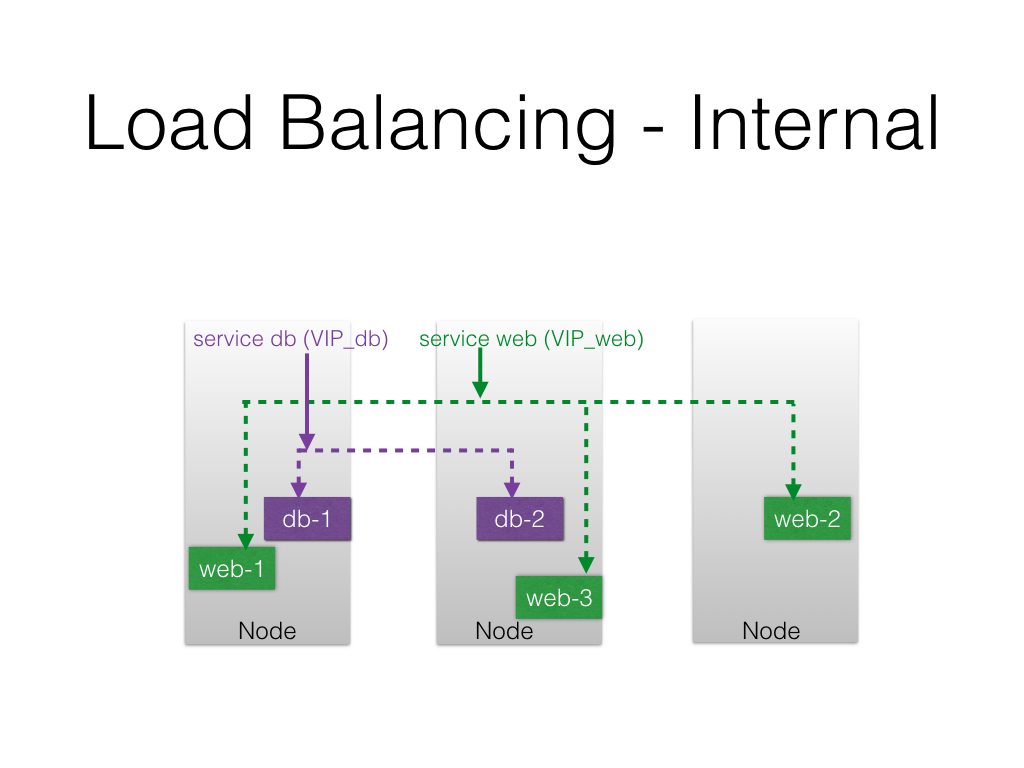 Load Balancing - Internal
service db (VIP_db)
service web (VIP_web)
db-1
db-2
web-2
web-1
web-3
Node
Node
Node